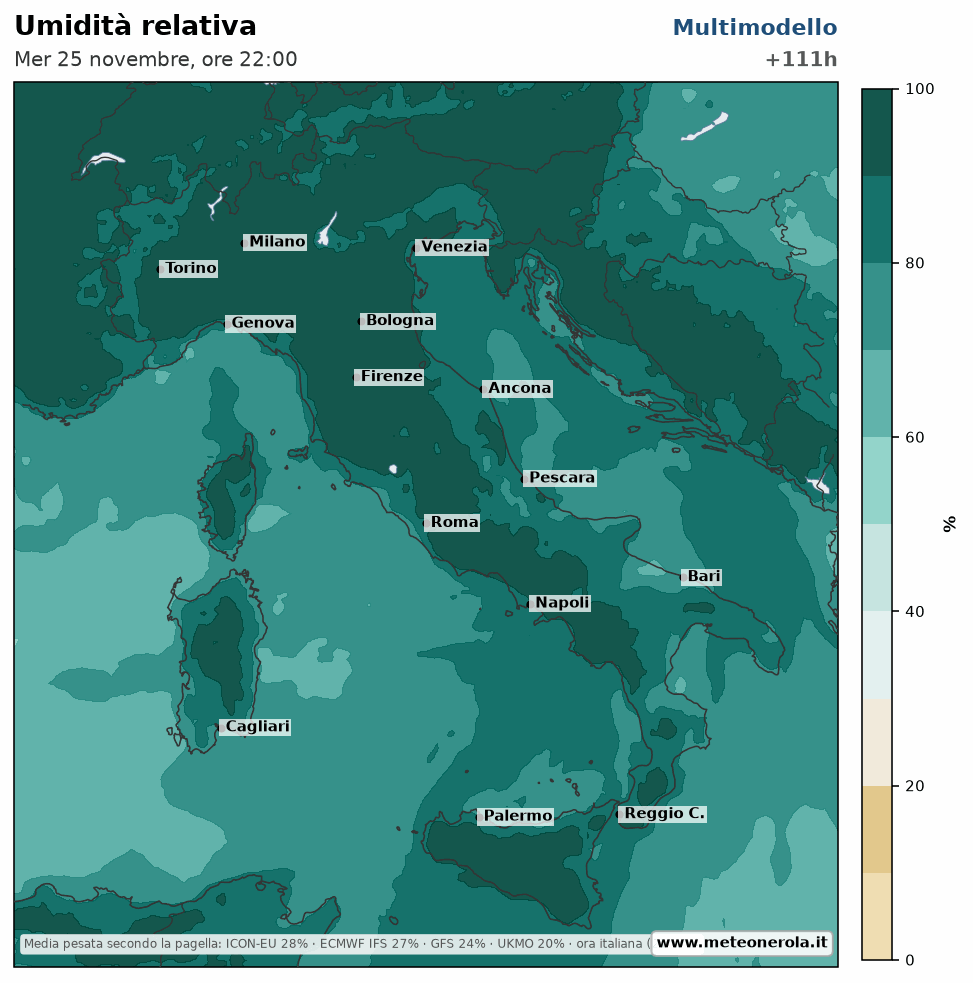 Umidità relativa
Multimodello
Mer 25 novembre, ore 22:00
+111h
100
80
60
40
20
0
%
Milano
Venezia
Torino
Genova
Bologna
Firenze
Ancona
Pescara
Roma
Bari
Napoli
Cagliari
Palermo
Reggio C.
Media pesata secondo la pagella: ICON-EU 28% · ECMWF IFS 27% · GFS 24% · UKMO 20% · ora italiana (
www.meteonerola.it